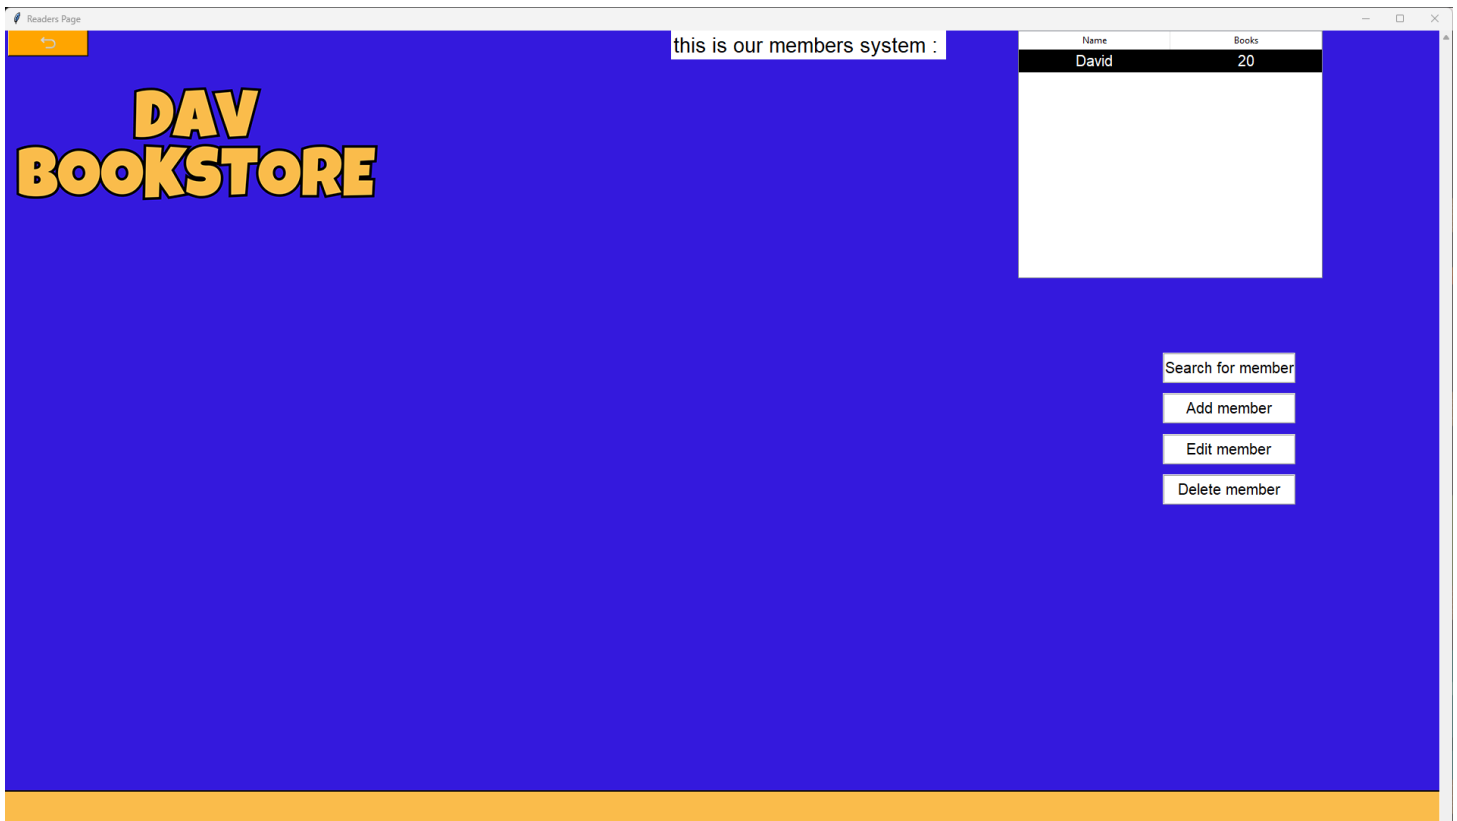 Readers Page
this is our members system :
Name Books
David 20
DAV
BOOKSTORE
Search for member
Add member
Edit member
Delete member